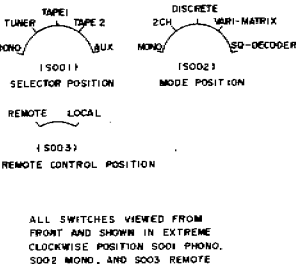 TAPE1
TUNER TAPE 2
ONO AUX
(S001)
SELECTOR POSITION
DISCRETE
2CH VARI-MATRIX
MONO SQ-DECODER
(S002)
MODE POSITION
REMOTE LOCAL
(S003)
REMOTE CONTROL POSITION
ALL SWITCHES VIEWED FROM
FRONT AND SHOWN IN EXTREME
CLOCKWISE POSITION S001 PHONO,
S002 MONO, AND S003 REMOTE